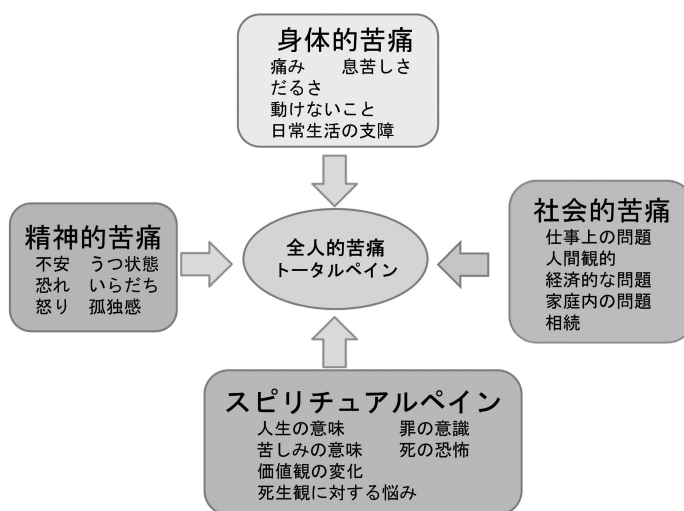 身体的苦痛
痛み　　息苦しさ
だるさ
動けないこと
日常生活の支障
精神的苦痛
不安　うつ状態
恐れ　いらだち
怒り　孤独感
全人的苦痛
トータルペイン
社会的苦痛
仕事上の問題
人間観的
経済的な問題
家庭内の問題
相続
スピリチュアルペイン
人生の意味　　罪の意識
苦しみの意味　死の恐怖
価値観の変化
死生観に対する悩み